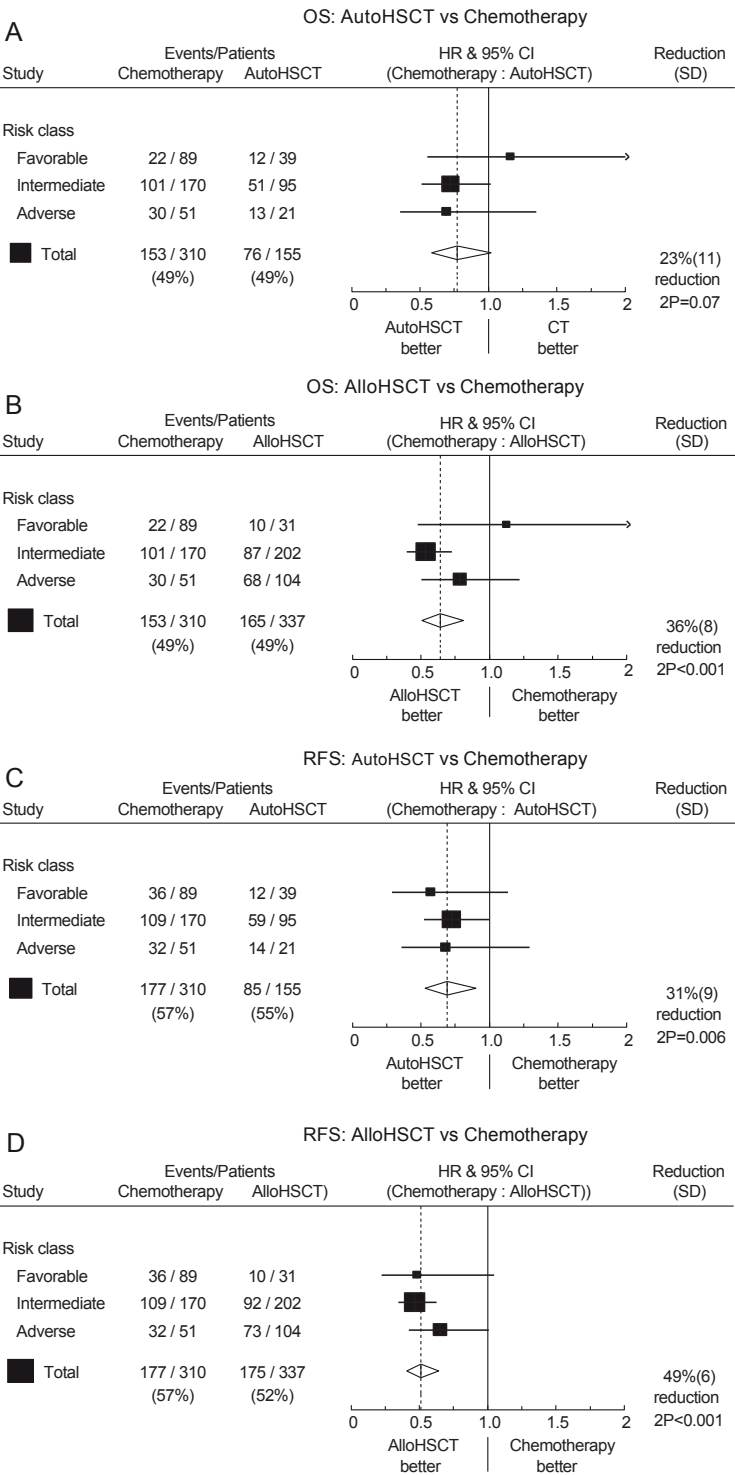 A
OS: AutoHSCT vs Chemotherapy
Events/Patients HR & 95% CI Reduction
Study Chemotherapy AutoHSCT (Chemotherapy : AutoHSCT) (SD)
Risk class
Favorable 22 / 89 12 / 39
Intermediate 101 / 170 51 / 95
Adverse 30 / 51 13 / 21
Total 153 / 310 76 / 155 23%(11)
(49%) (49%) reduction
0 0.5 1.0 1.5 2 2P=0.07
AutoHSCT CT
better better
B
OS: AlloHSCT vs Chemotherapy
Events/Patients HR & 95% CI Reduction
Study Chemotherapy AlloHSCT (Chemotherapy : AlloHSCT) (SD)
Risk class
Favorable 22 / 89 10 / 31
Intermediate 101 / 170 87 / 202
Adverse 30 / 51 68 / 104
Total 153 / 310 165 / 337 36%(8)
(49%) (49%) reduction
0 0.5 1.0 1.5 2 2P<0.001
AlloHSCT Chemotherapy
better better
C
RFS: AutoHSCT vs Chemotherapy
Events/Patients HR & 95% CI Reduction
Study Chemotherapy AutoHSCT (Chemotherapy : AutoHSCT) (SD)
Risk class
Favorable 36 / 89 12 / 39
Intermediate 109 / 170 59 / 95
Adverse 32 / 51 14 / 21
Total 177 / 310 85 / 155 31%(9)
(57%) (55%) reduction
0 0.5 1.0 1.5 2 2P=0.006
AutoHSCT Chemotherapy
better better
D
RFS: AlloHSCT vs Chemotherapy
Events/Patients HR & 95% CI Reduction
Study Chemotherapy AlloHSCT) (Chemotherapy : AlloHSCT)) (SD)
Risk class
Favorable 36 / 89 10 / 31
Intermediate 109 / 170 92 / 202
Adverse 32 / 51 73 / 104
Total 177 / 310 175 / 337 49%(6)
(57%) (52%) reduction
0 0.5 1.0 1.5 2 2P<0.001
AlloHSCT Chemotherapy
better better